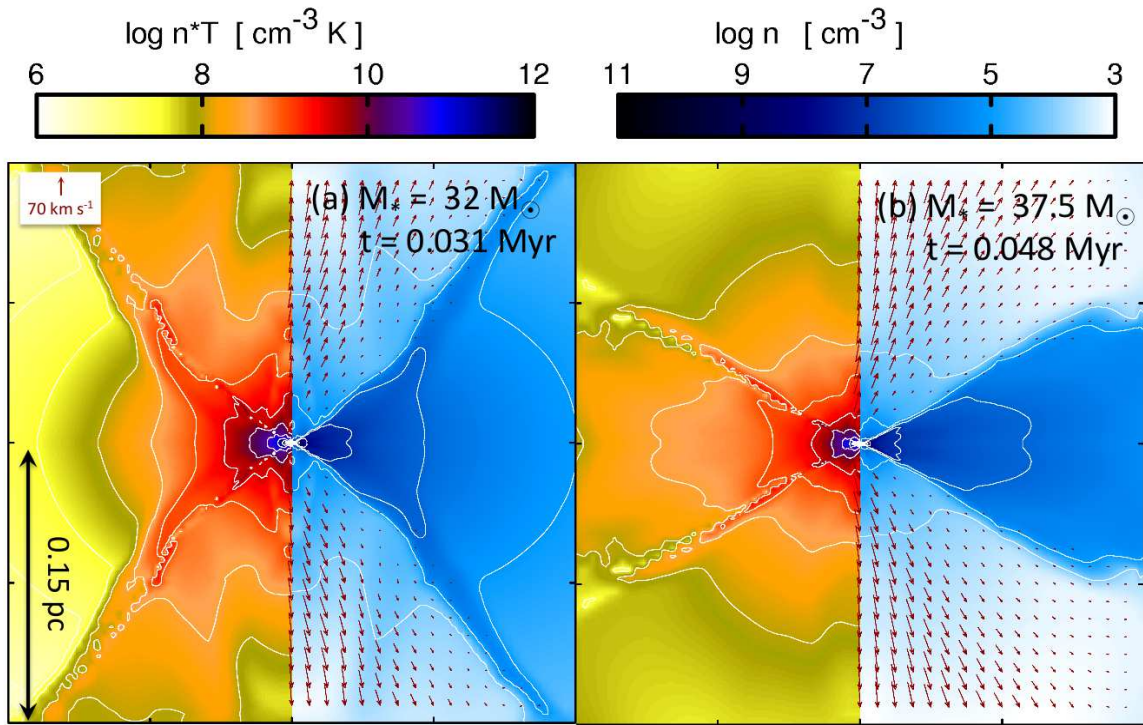 log n*T [ cm⁻³ K]
log n [ cm⁻³]
6 8 10 12
11 9 7 5 3
70 km s⁻¹
(a) M* = 32 M☉
t = 0.031 Myr
(b) M* = 37.5 M☉
t = 0.048 Myr
0.15 pc